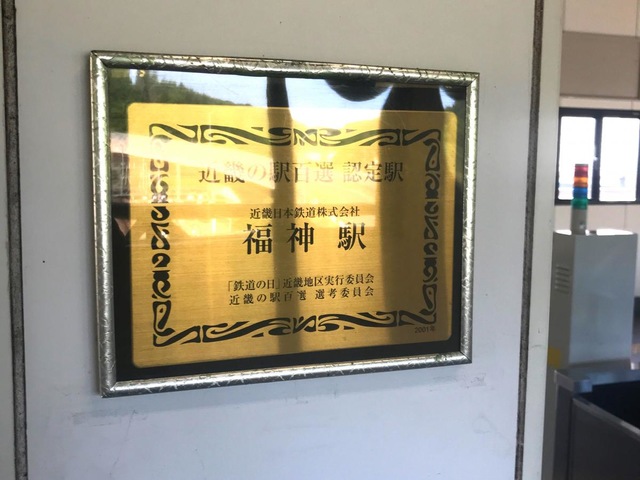 近畿の駅百選 認定駅
近畿日本鉄道株式会社
福神駅
「鉄道の日」近畿地区実行委員会
近畿の駅百選 選考委員会
2001年